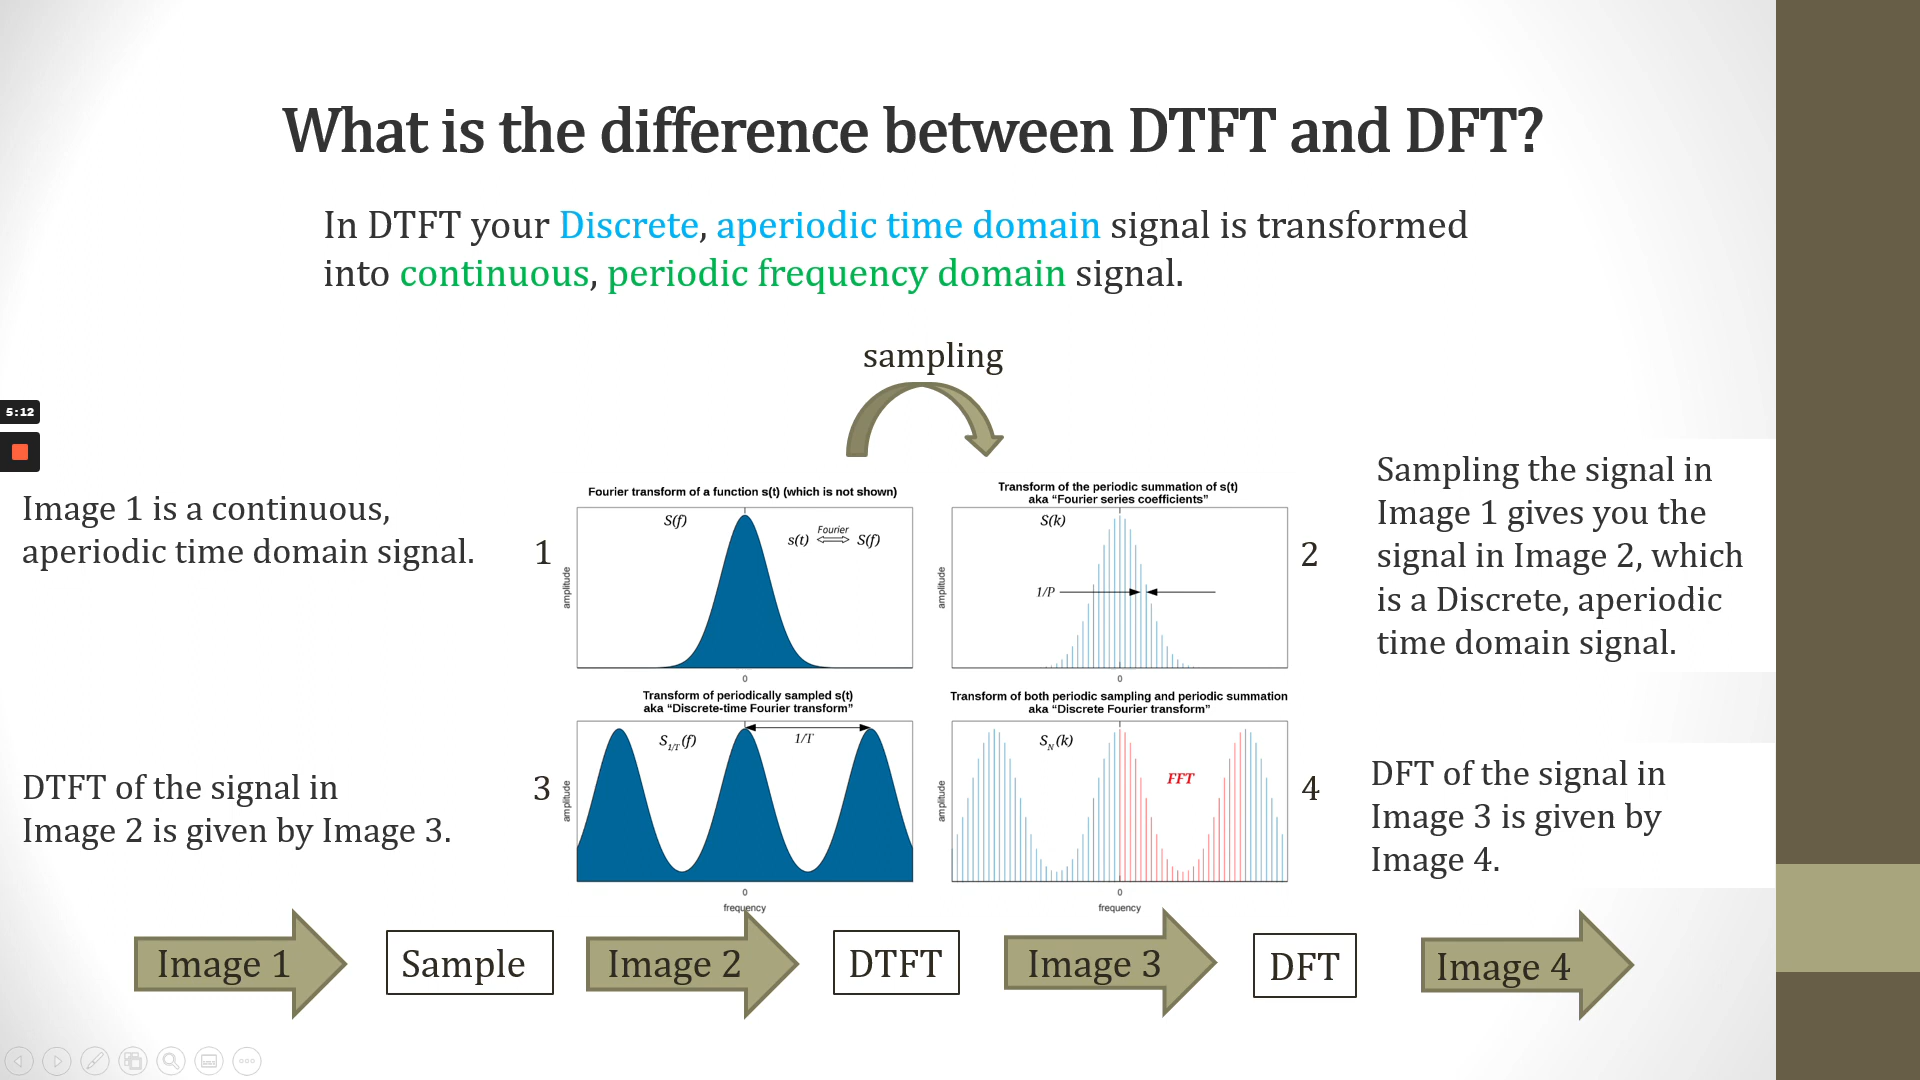 What is the difference between DTFT and DFT?
In DTFT your Discrete, aperiodic time domain signal is transformed
into continuous, periodic frequency domain signal.
sampling
5:12
Image 1 is a continuous,
aperiodic time domain signal.
1
Fourier transform of a function s(t) (which is not shown)
S(f)
Fourier
s(t) ⇔ S(f)
amplitude
0
Transform of the periodic summation of s(t)
aka “Fourier series coefficients”
S(k)
1/P
amplitude
0
2
Sampling the signal in
Image 1 gives you the
signal in Image 2, which
is a Discrete, aperiodic
time domain signal.
DTFT of the signal in
Image 2 is given by Image 3.
3
Transform of periodically sampled s(t)
aka “Discrete-time Fourier transform”
S1/T(f)
1/T
amplitude
0
frequency
Transform of both periodic sampling and periodic summation
aka “Discrete Fourier transform”
SN(k)
FFT
amplitude
0
frequency
4
DFT of the signal in
Image 3 is given by
Image 4.
Image 1
Sample
Image 2
DTFT
Image 3
DFT
Image 4